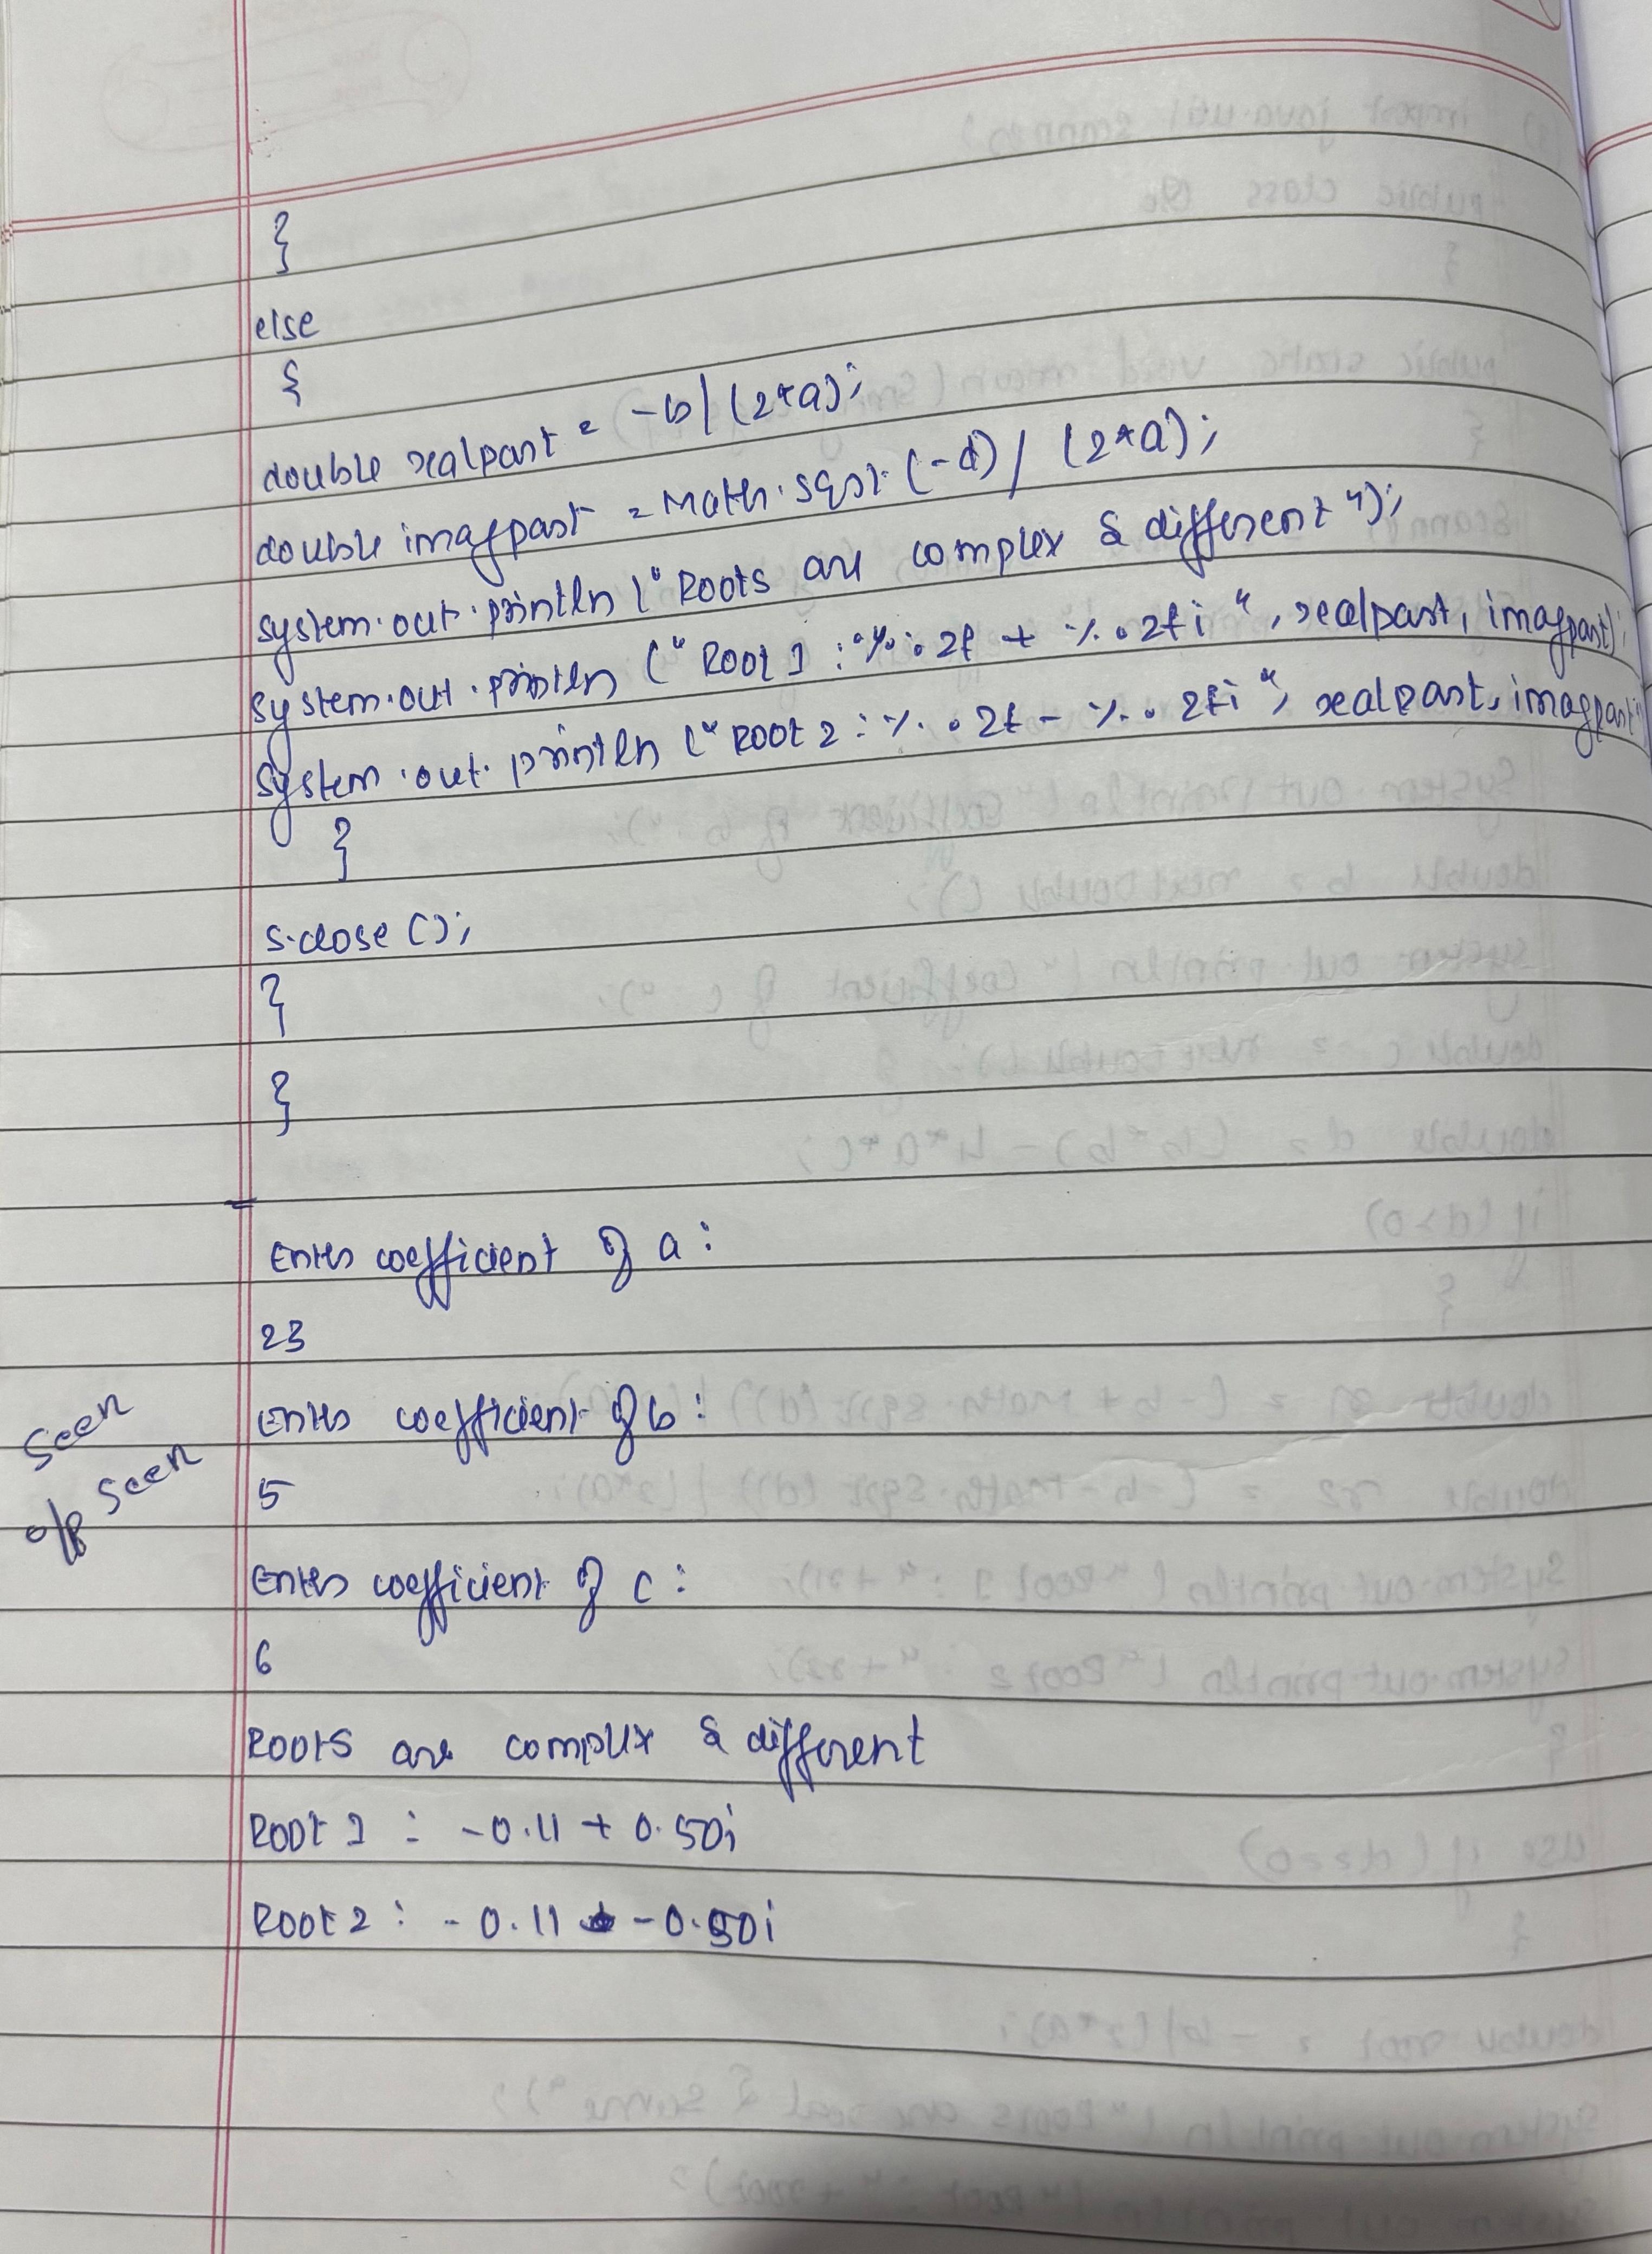 }
else
{
double realpart = -b/(2*a);
double imagpart = Math.sqrt(-d)/(2*a);
System.out.println("Roots are complex & different");
System.out.println("Root 1 : %.2f + %.2fi", realpart, imagpart);
System.out.println("Root 2 : %.2f - %.2fi", realpart, imagpart);
}
s.close();
}
}
Enter coefficient of a :
23
Enter coefficient of b :
5
Enter coefficient of c :
6
Roots are complex & different
Root 1 : -0.11 + 0.50i
Root 2 : -0.11 -0.50i
Seen
o/p seen